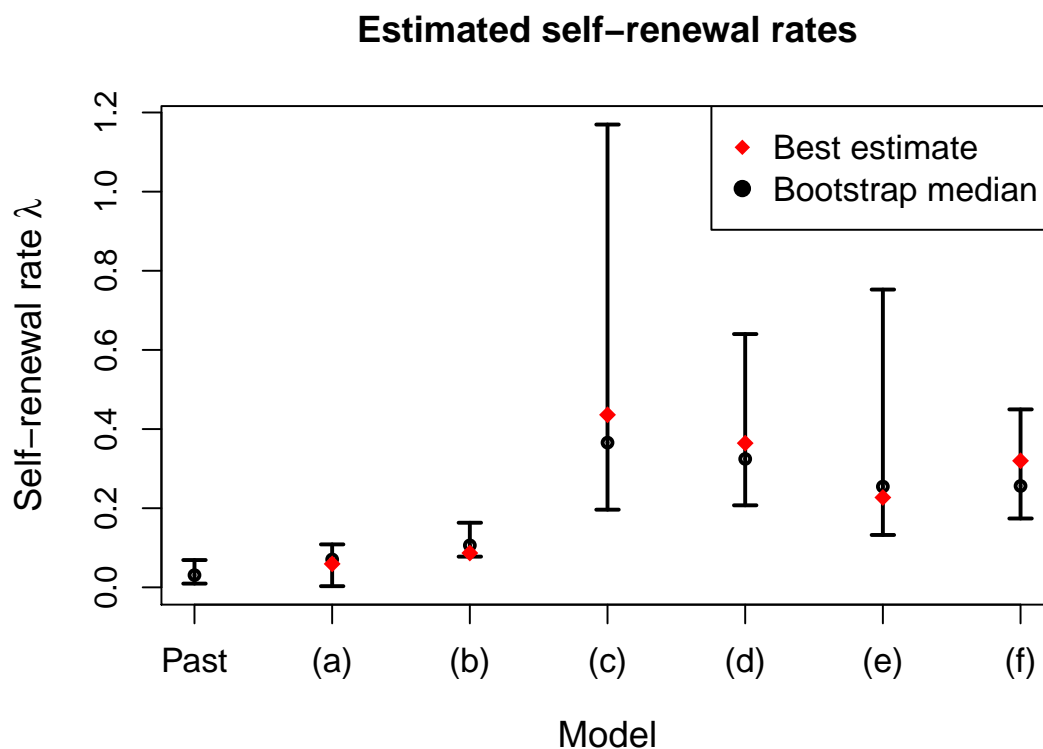 Estimated self−renewal rates
Self−renewal rate λ
1.2
1.0
0.8
0.6
0.4
0.2
0.0
Best estimate
Bootstrap median
Past (a) (b) (c) (d) (e) (f)
Model